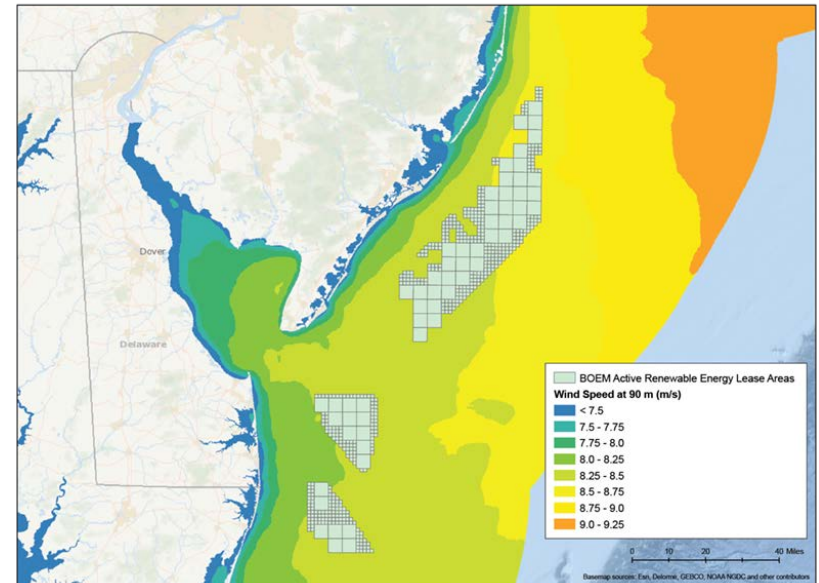 Dover
Delaware
BOEM Active Renewable Energy Lease Areas
Wind Speed at 90 m (m/s)
< 7.5
7.5 - 7.75
7.75 - 8.0
8.0 - 8.25
8.25 - 8.5
8.5 - 8.75
8.75 - 9.0
9.0 - 9.25
0 10 20 40 Miles
Basemap sources: Esri, Delorme, GEBCO, NOAA NGDC and other contributors